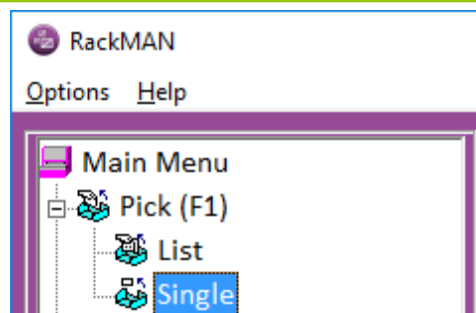 RackMAN
Options Help
Main Menu
Pick (F1)
List
Single